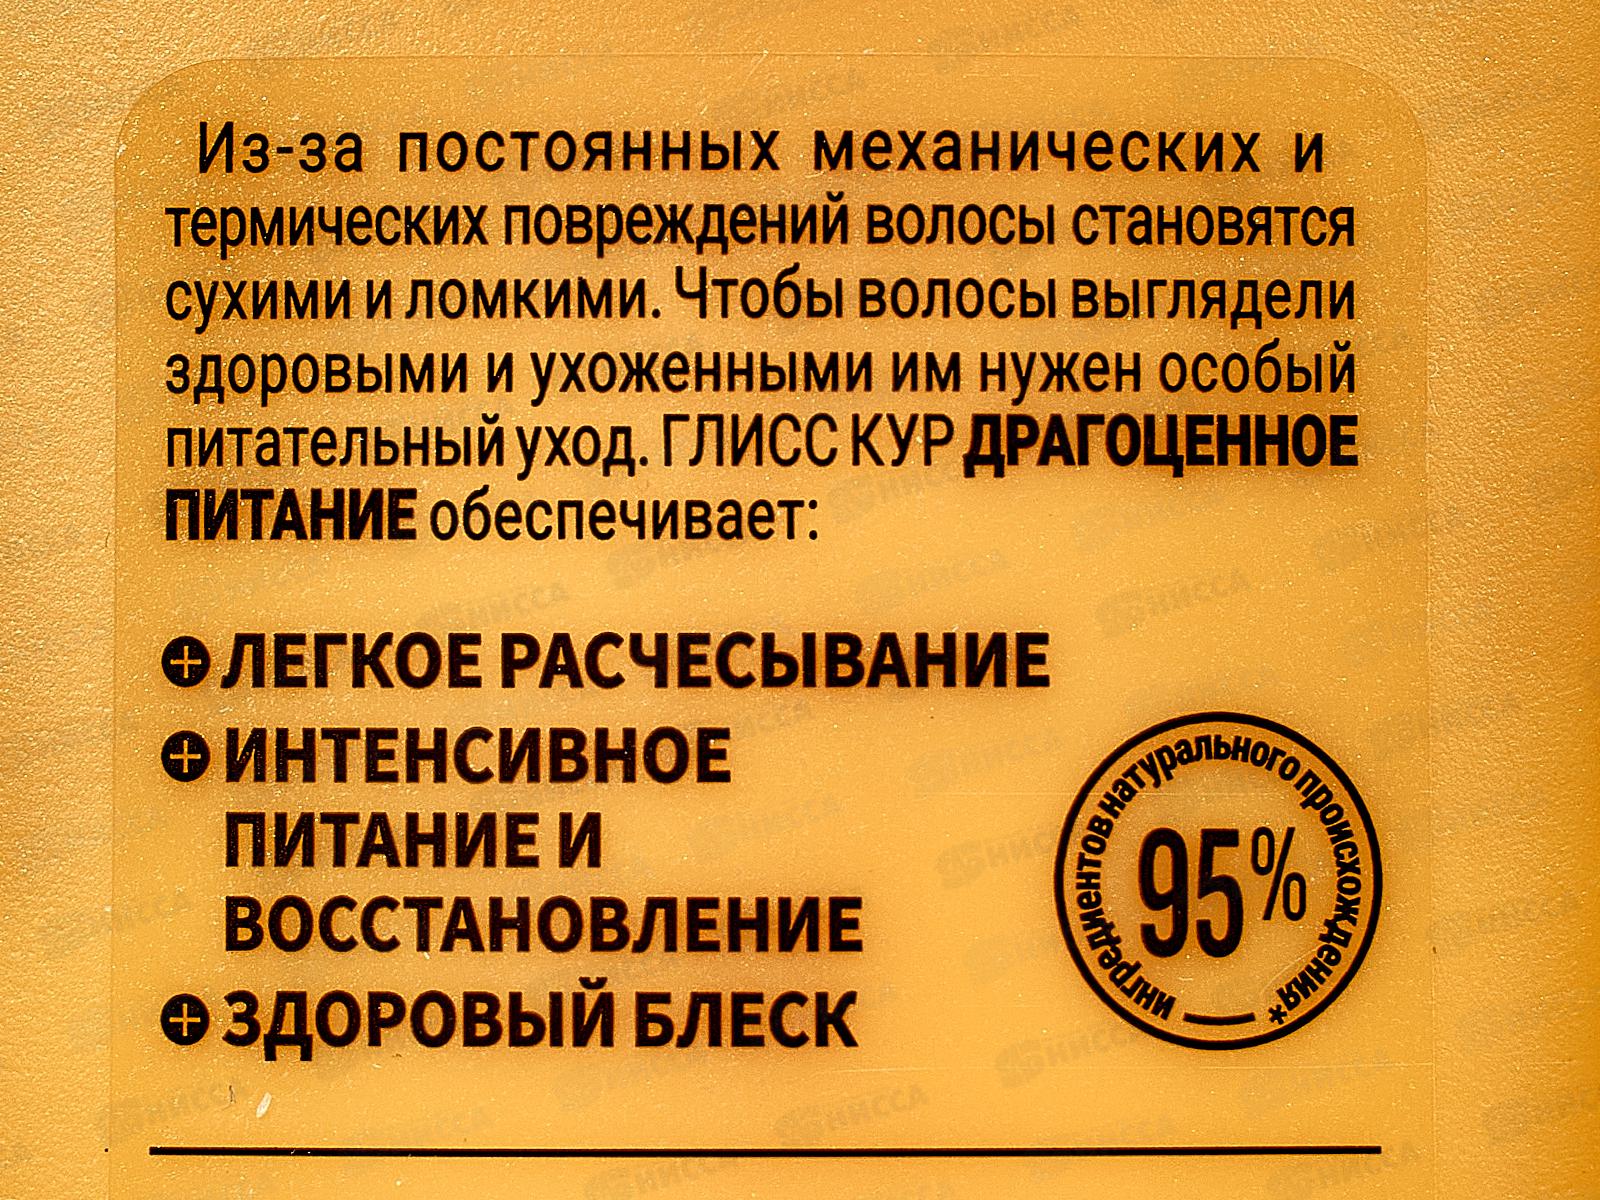 Из-за постоянных механических и
термических повреждений волосы становятся
сухими и ломкими. Чтобы волосы выглядели
здоровыми и ухоженными им нужен особый
питательный уход. ГЛИСС КУР ДРАГОЦЕННОЕ
ПИТАНИЕ обеспечивает:
ЛЕГКОЕ РАСЧЕСЫВАНИЕ
ИНТЕНСИВНОЕ
ПИТАНИЕ И
ВОССТАНОВЛЕНИЕ
ЗДОРОВЫЙ БЛЕСК
95%
ингредиентов натурального происхождения*
НИССА